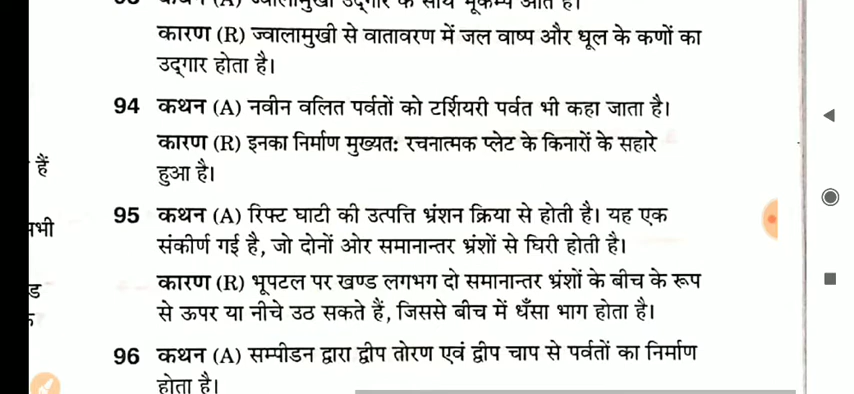 कारण (R) ज्वालामुखी से वातावरण में जल वाष्प और धूल के कणों का
उद्गार होता है।
94 कथन (A) नवीन वलित पर्वतों को टर्शियरी पर्वत भी कहा जाता है।
कारण (R) इनका निर्माण मुख्यत: रचनात्मक प्लेट के किनारों के सहारे
हुआ है।
हैं
95 कथन (A) रिफ्ट घाटी की उत्पत्ति भ्रंशन क्रिया से होती है। यह एक
संकीर्ण गई है, जो दोनों ओर समानान्तर भ्रंशों से घिरी होती है।
कारण (R) भूपटल पर खण्ड लगभग दो समानान्तर भ्रंशों के बीच के रूप
से ऊपर या नीचे उठ सकते हैं, जिससे बीच में धँसा भाग होता है।
96 कथन (A) सम्पीडन द्वारा द्वीप तोरण एवं द्वीप चाप से पर्वतों का निर्माण
होता है।